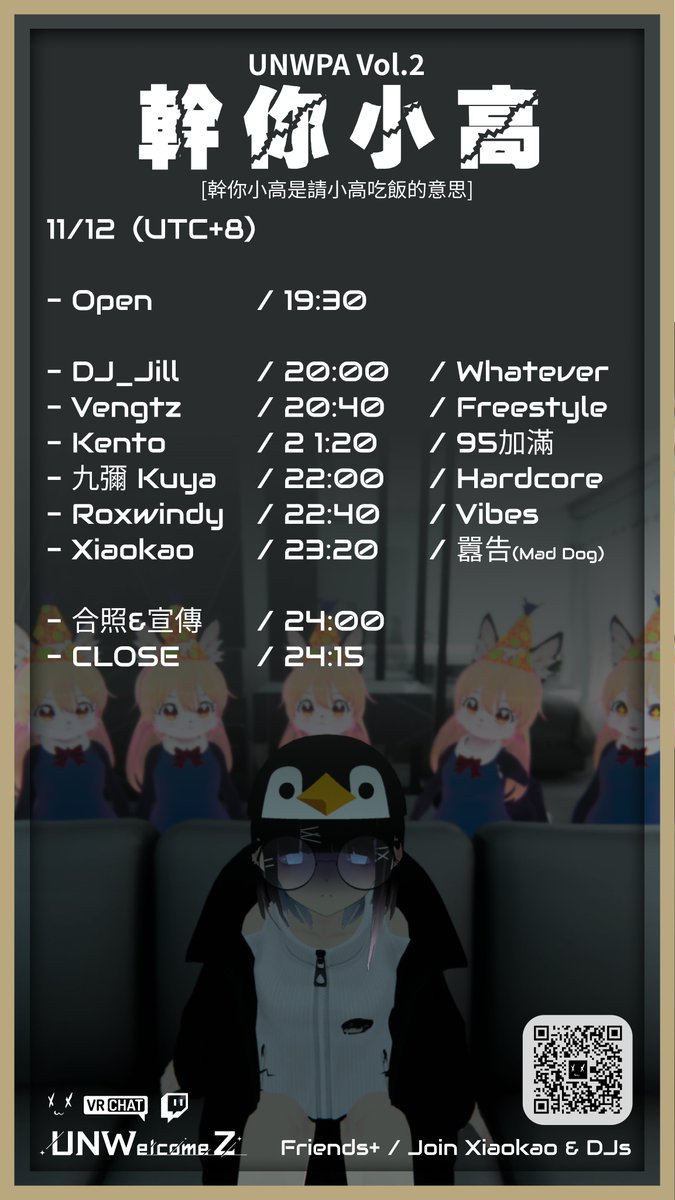 UNWPA Vol.2
幹你小高
[幹你小高是請小高吃飯的意思]
11/12 (UTC+8)
- Open / 19:30
- DJ_Jill / 20:00 / Whatever
- Vengtz / 20:40 / Freestyle
- Kento / 21:20 / 95加滿
- 九彌 Kuya / 22:00 / Hardcore
- Roxwindy / 22:40 / Vibes
- Xiaokao / 23:20 / 囂告(Mad Dog)
- 合照&宣傳 / 24:00
- CLOSE / 24:15
VRCHAT
UNWelcomeZ
Friends+ / Join Xiaokao & DJs